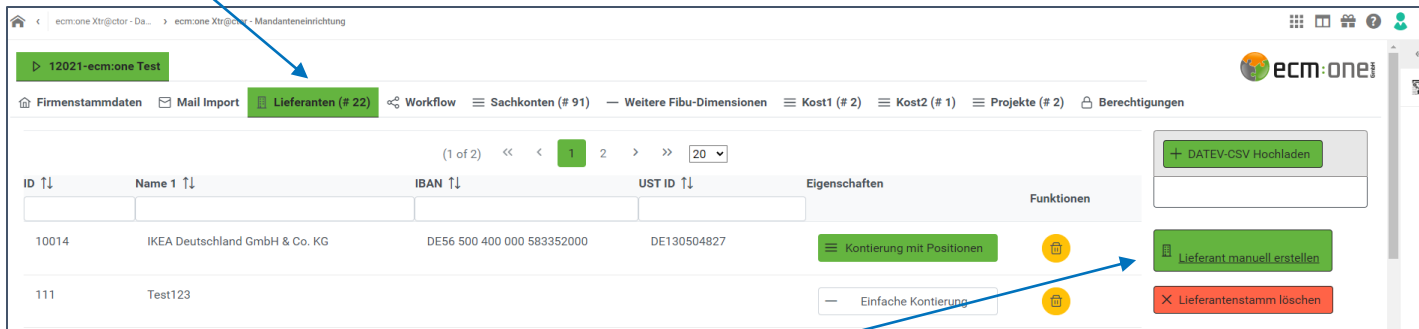 ecm:one Xtr@ctor - Da... > ecm:one Xtr@ctor - Mandanteneinrichtung
12021-ecm:one Test
ecm:one GmbH
Firmenstammdaten Mail Import Lieferanten (# 22) Workflow Sachkonten (# 91) Weitere Fibu-Dimensionen Kost1 (# 2) Kost2 (# 1) Projekte (# 2) Berechtigungen
(1 of 2) << < 1 2 > >> 20
+ DATEV-CSV Hochladen
ID Name 1 IBAN UST ID Eigenschaften Funktionen
10014 IKEA Deutschland GmbH & Co. KG DE56 500 400 000 583352000 DE130504827 Kontierung mit Positionen
Lieferant manuell erstellen
111 Test123 Einfache Kontierung
Lieferantenstamm löschen